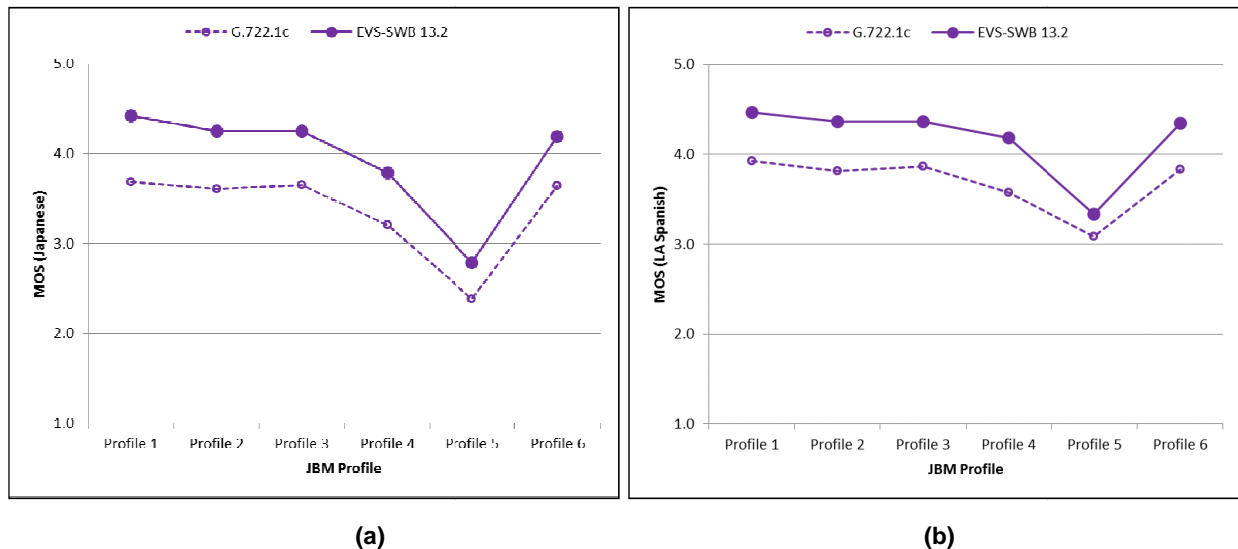 G.722.1c EVS-SWB 13.2
5.0
4.0
3.0
2.0
1.0
MOS (Japanese)
Profile 1 Profile 2 Profile 3 Profile 4 Profile 5 Profile 6
JBM Profile
(a)
G.722.1c EVS-SWB 13.2
5.0
4.0
3.0
2.0
1.0
MOS (LA Spanish)
Profile 1 Profile 2 Profile 3 Profile 4 Profile 5 Profile 6
JBM Profile
(b)